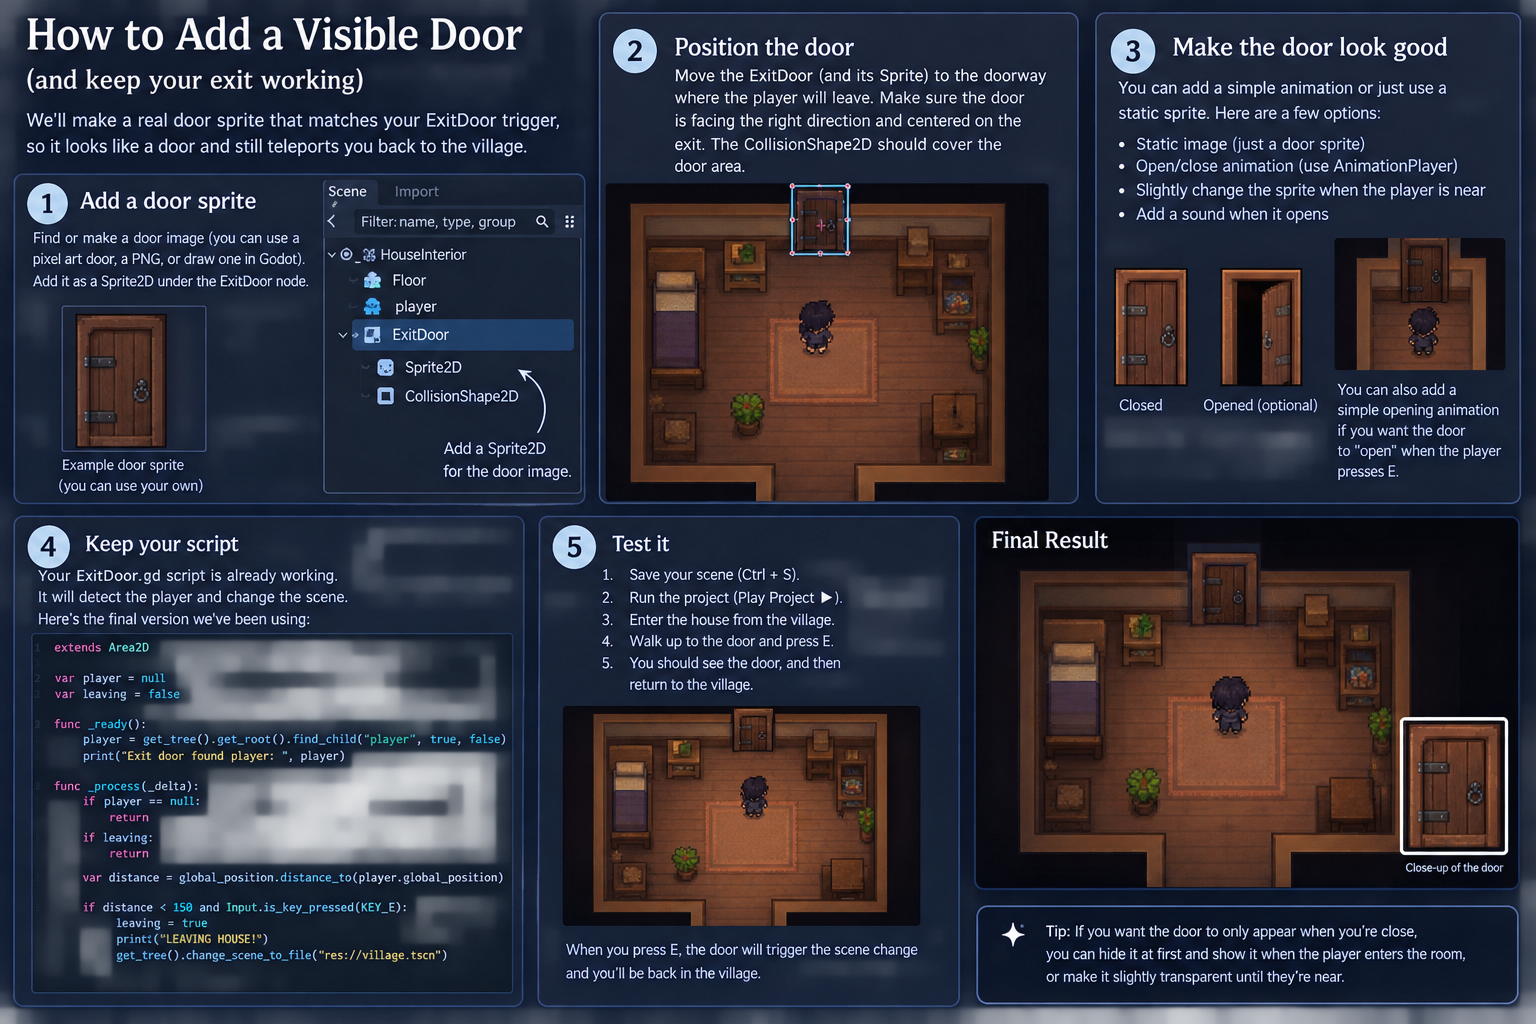 How to Add a Visible Door
(and keep your exit working)
We'll make a real door sprite that matches your ExitDoor trigger,
so it looks like a door and still teleports you back to the village.
1 Add a door sprite
Find or make a door image (you can use a
pixel art door, a PNG, or draw one in Godot).
Add it as a Sprite2D under the ExitDoor node.
Example door sprite
(you can use your own)
Scene Import
Filter: name, type, group
HouseInterior
Floor
player
ExitDoor
Sprite2D
CollisionShape2D
Add a Sprite2D
for the door image.
2 Position the door
Move the ExitDoor (and its Sprite) to the doorway
where the player will leave. Make sure the door
is facing the right direction and centered on the
exit. The CollisionShape2D should cover the
door area.
3 Make the door look good
You can add a simple animation or just use a
static sprite. Here are a few options:
• Static image (just a door sprite)
• Open/close animation (use AnimationPlayer)
• Slightly change the sprite when the player is near
• Add a sound when it opens
Closed
Opened (optional)
You can also add a
simple opening animation
if you want the door
to "open" when the player
presses E.
4 Keep your script
Your ExitDoor.gd script is already working.
It will detect the player and change the scene.
Here's the final version we've been using:
extends Area2D
var player = null
var leaving = false
func _ready():
player = get_tree().get_root().find_child("player", true, false)
print("Exit door found player: ", player)
func _process(_delta):
if player == null:
return
if leaving:
return
var distance = global_position.distance_to(player.global_position)
if distance < 150 and Input.is_key_pressed(KEY_E):
leaving = true
print("LEAVING HOUSE!")
get_tree().change_scene_to_file("res://village.tscn")
5 Test it
1. Save your scene (Ctrl + S).
2. Run the project (Play Project ▶).
3. Enter the house from the village.
4. Walk up to the door and press E.
5. You should see the door, and then
return to the village.
When you press E, the door will trigger the scene change
and you'll be back in the village.
Final Result
Close-up of the door
Tip: If you want the door to only appear when you're close,
you can hide it at first and show it when the player enters the room,
or make it slightly transparent until they're near.